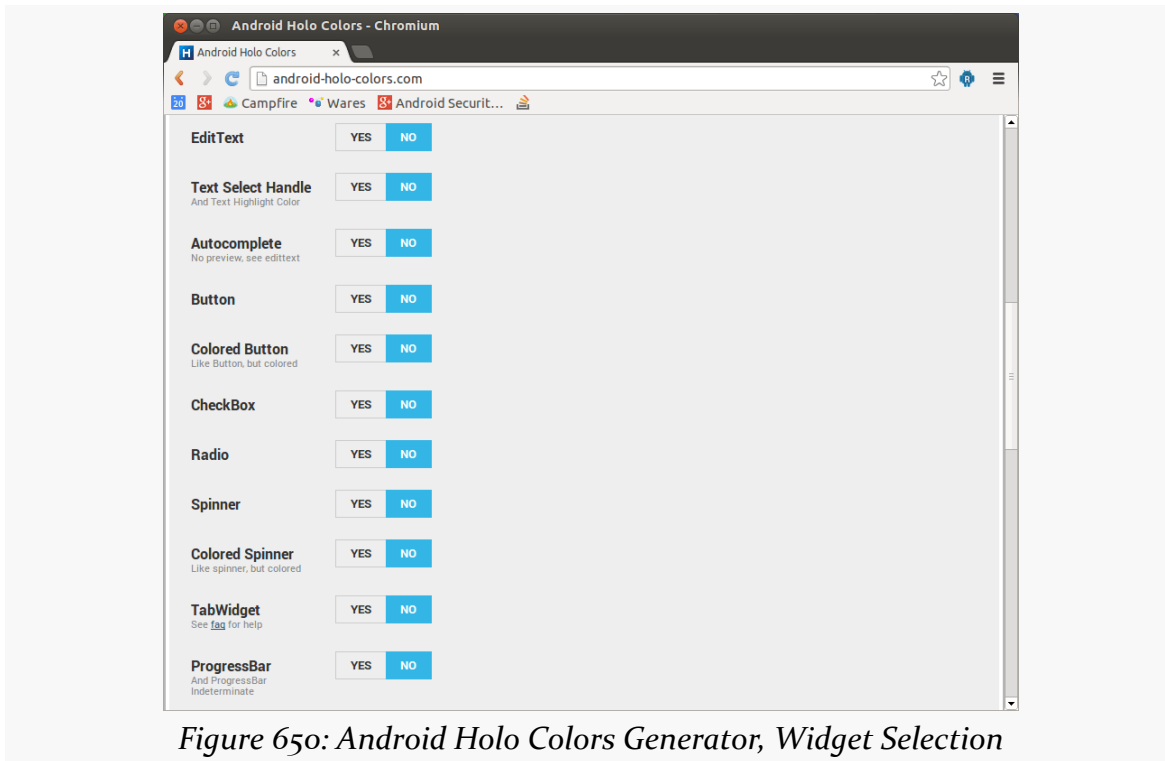 Android Holo Colors - Chromium
H Android Holo Colors ×
android-holo-colors.com
20 8+ Campfire Wares 8+ Android Securit...
EditText YES NO
Text Select Handle YES NO
And Text Highlight Color
Autocomplete YES NO
No preview, see edittext
Button YES NO
Colored Button YES NO
Like Button, but colored
CheckBox YES NO
Radio YES NO
Spinner YES NO
Colored Spinner YES NO
Like spinner, but colored
TabWidget YES NO
See faq for help
ProgressBar YES NO
And ProgressBar
Indeterminate
Figure 650: Android Holo Colors Generator, Widget Selection